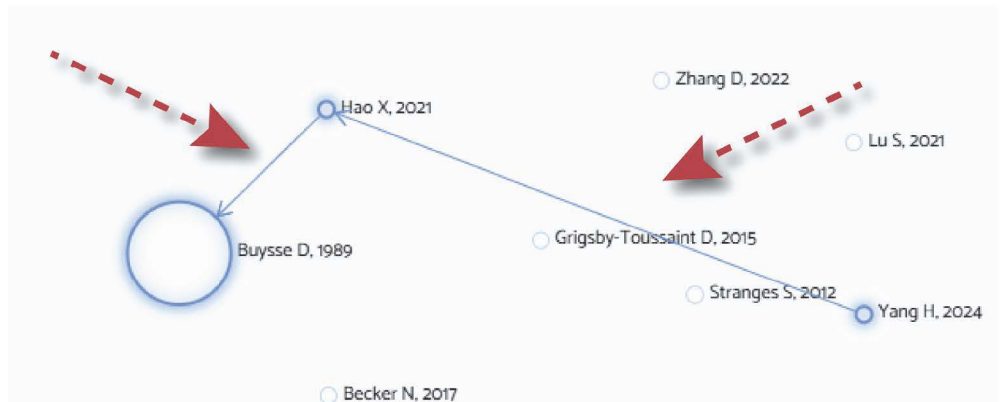 Zhang D, 2022
Hao X, 2021
Lu S, 2021
Grigsby-Toussaint D, 2015
Buysse D, 1989
Stranges S, 2012
Yang H, 2024
Becker N, 2017